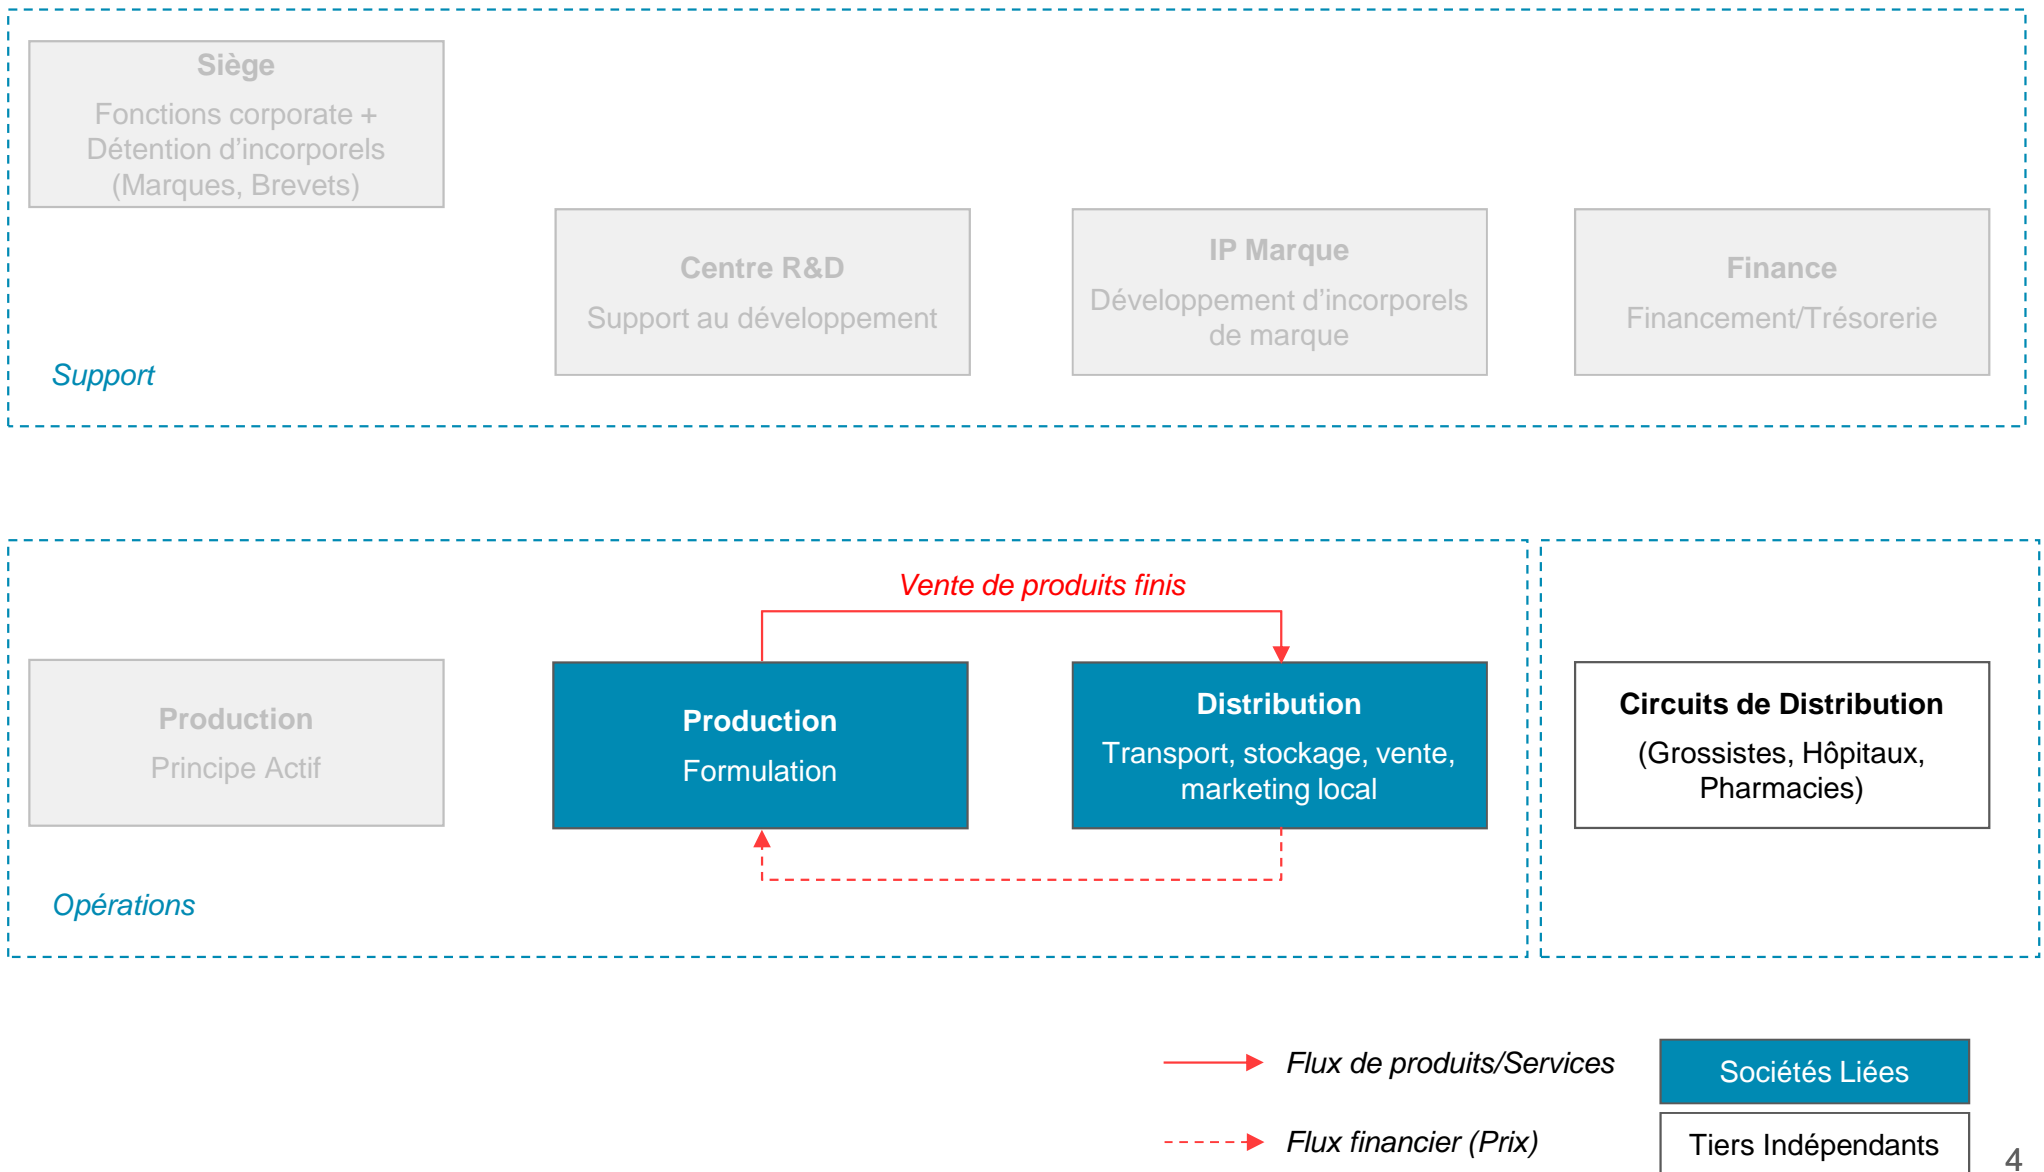 Siège
Fonctions corporate +
Détention d'incorporels
(Marques, Brevets)
Centre R&D
Support au développement
IP Marque
Développement d'incorporels
de marque
Finance
Financement/Trésorerie
Support
Vente de produits finis
Production
Principe Actif
Production
Formulation
Distribution
Transport, stockage, vente,
marketing local
Circuits de Distribution
(Grossistes, Hôpitaux,
Pharmacies)
Opérations
Flux de produits/Services
Sociétés Liées
Flux financier (Prix)
Tiers Indépendants
4